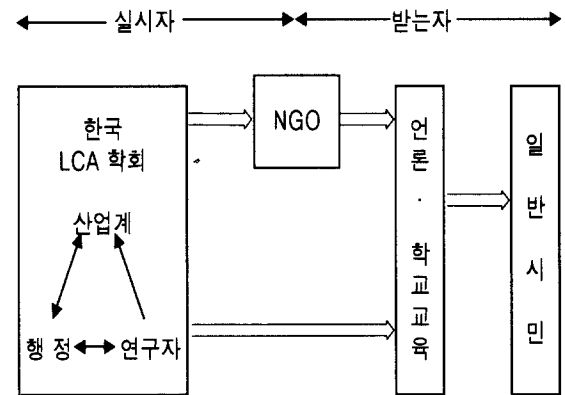 실시자
받는자
한국
LCA 학회
산업계
행 정
연구자
NGO
언론 · 학교교육
일반시민